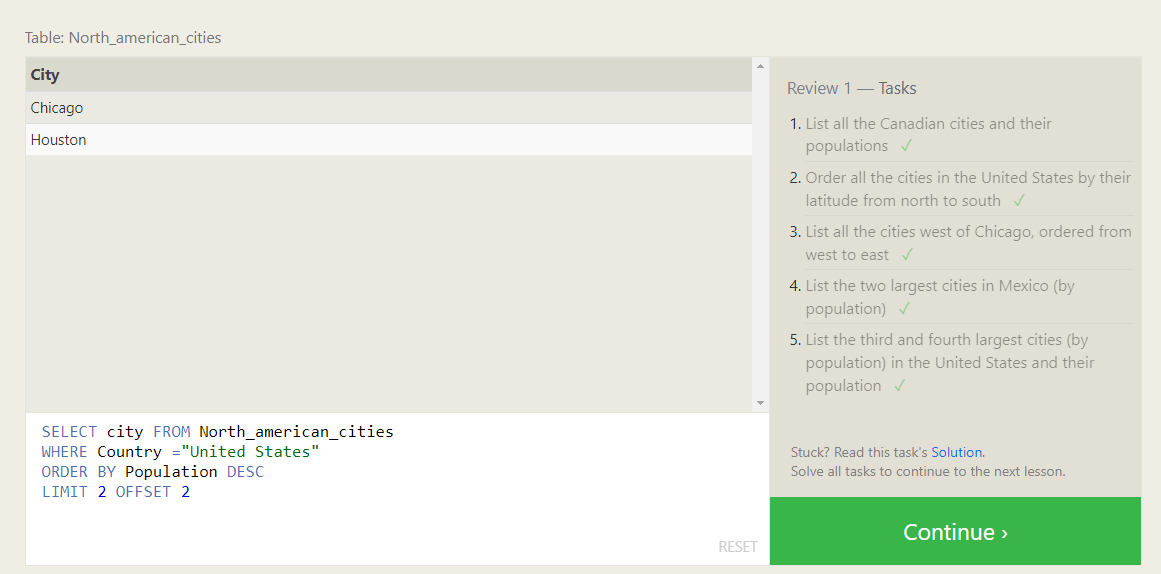 Table: North_american_cities
City
Chicago
Houston
SELECT city FROM North_american_cities
WHERE Country ="United States"
ORDER BY Population DESC
LIMIT 2 OFFSET 2
RESET
Review 1 — Tasks
1. List all the Canadian cities and their
populations ✓
2. Order all the cities in the United States by their
latitude from north to south ✓
3. List all the cities west of Chicago, ordered from
west to east ✓
4. List the two largest cities in Mexico (by
population) ✓
5. List the third and fourth largest cities (by
population) in the United States and their
population ✓
Stuck? Read this task's Solution.
Solve all tasks to continue to the next lesson.
Continue ›